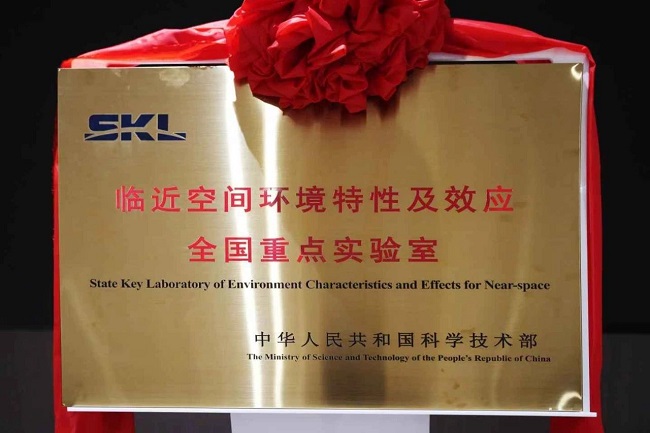 SKL
临近空间环境特性及效应
全国重点实验室
State Key Laboratory of Environment Characteristics and Effects for Near-space
中华人民共和国科学技术部
The Ministry of Science and Technology of the People's Republic of China